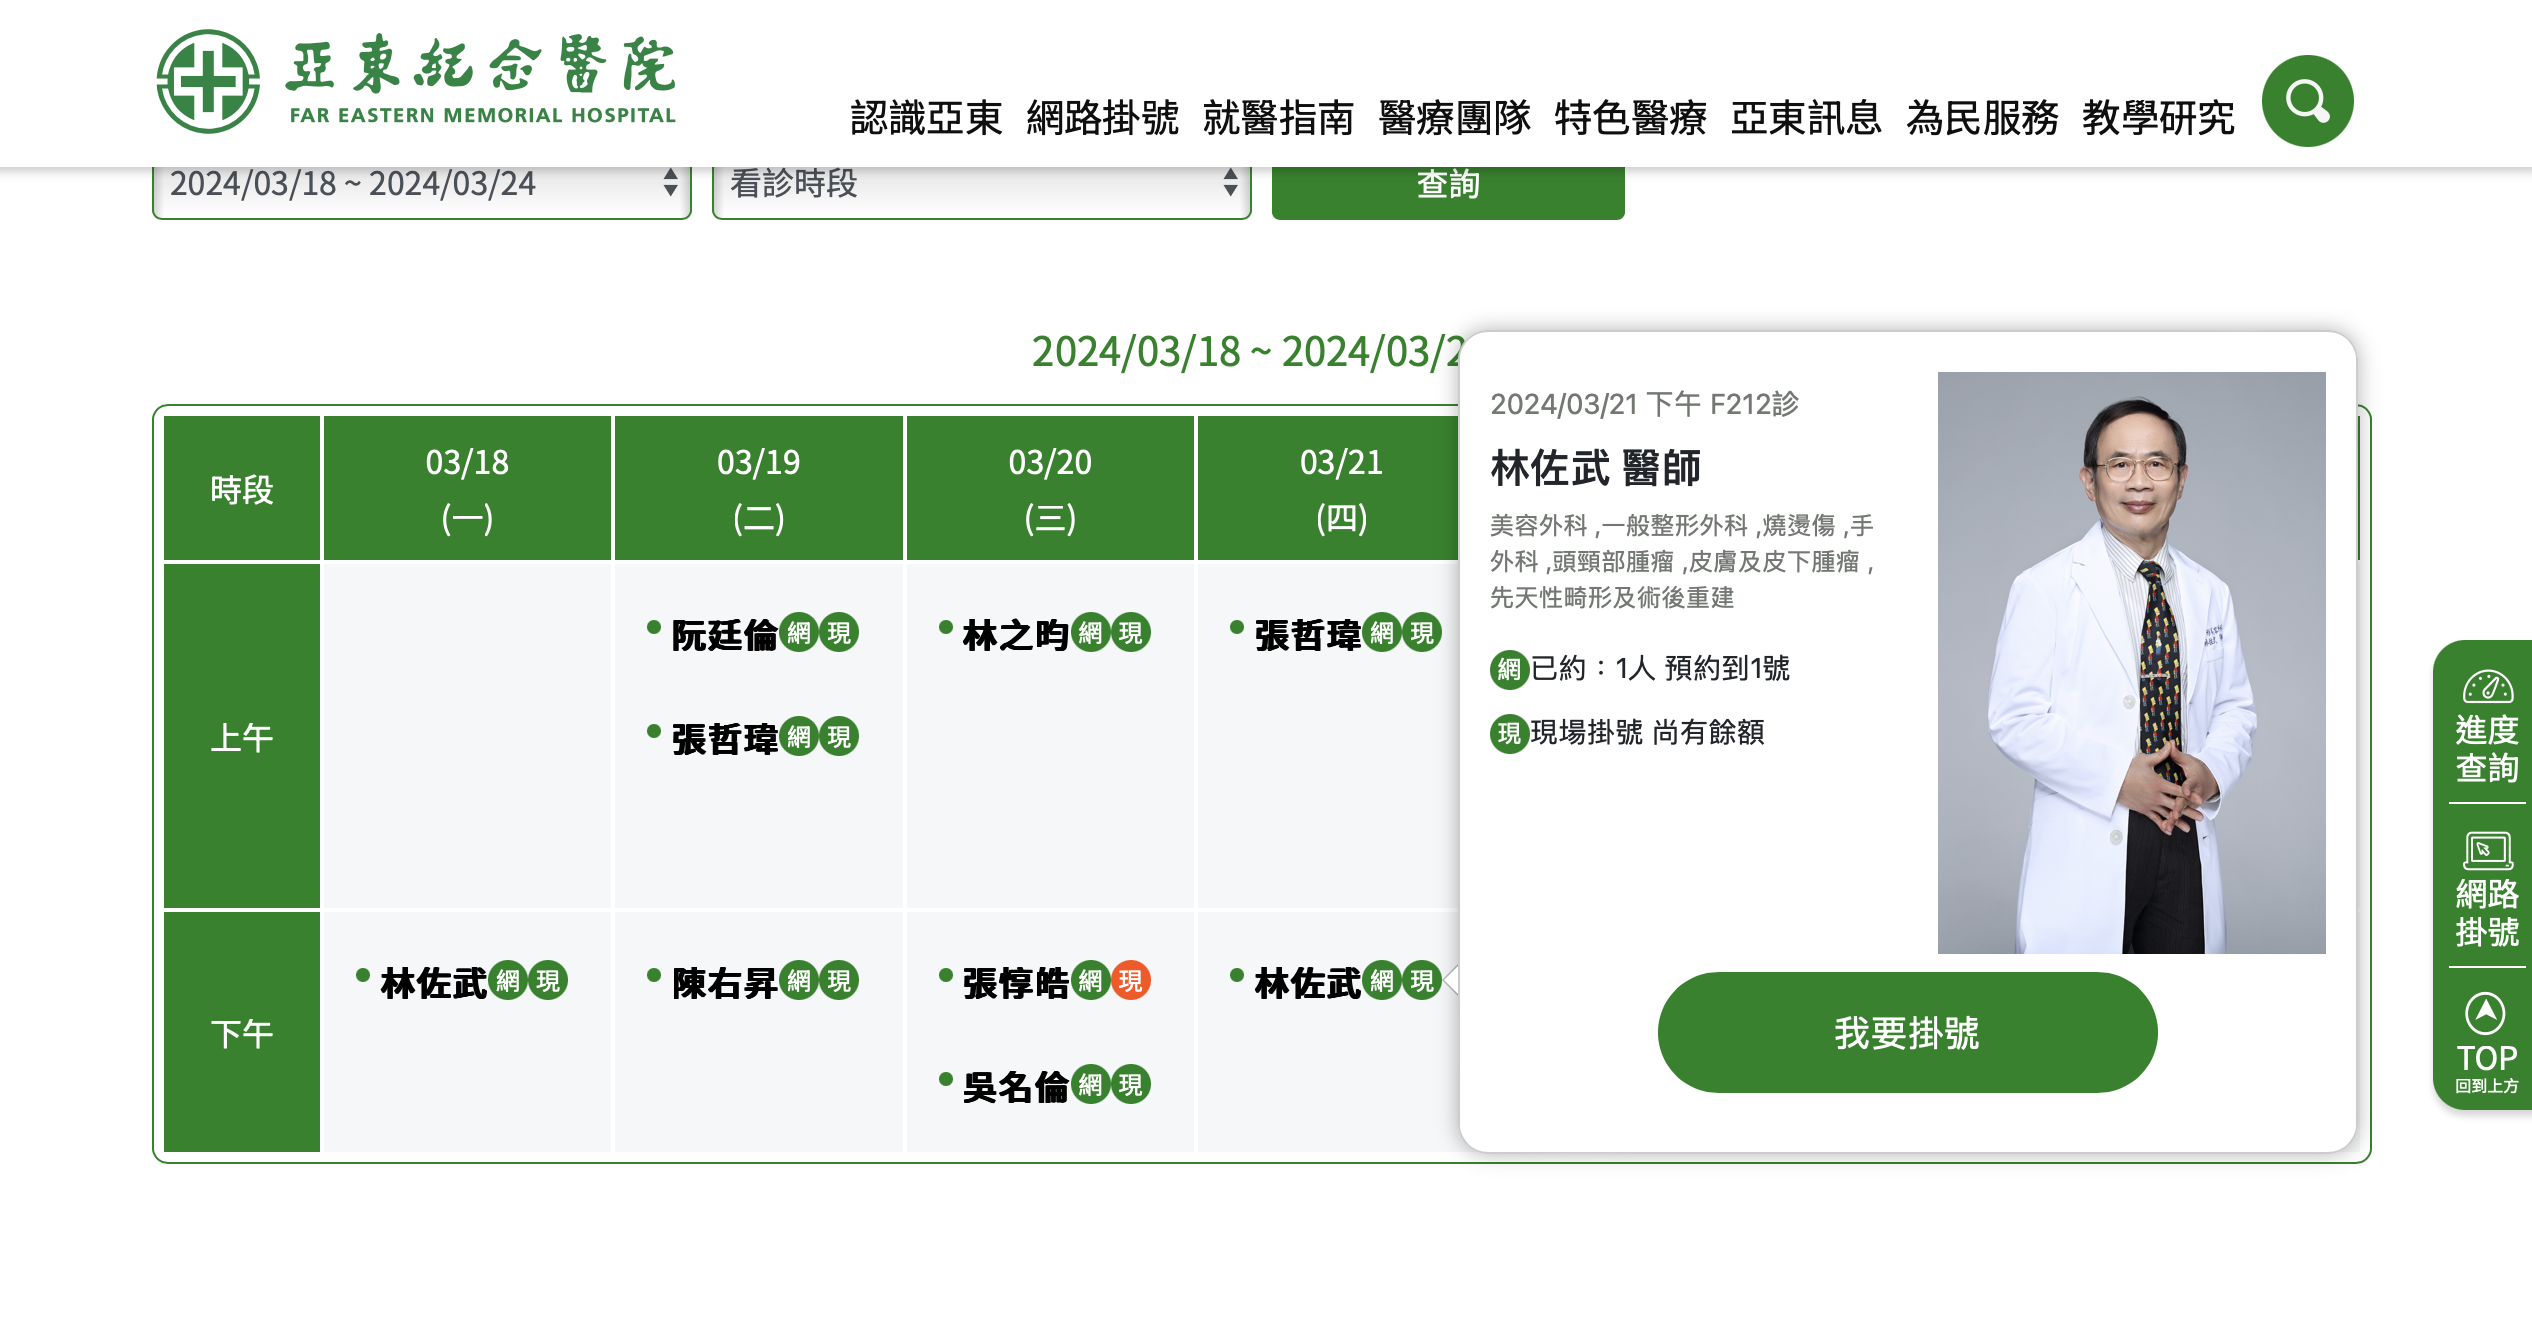 亞東紀念醫院
FAR EASTERN MEMORIAL HOSPITAL
認識亞東 網路掛號 就醫指南 醫療團隊 特色醫療 亞東訊息 為民服務 教學研究
2024/03/18 ~ 2024/03/24 看診時段 查詢
2024/03/18 ~ 2024/03/2
時段
03/18
(一)
03/19
(二)
03/20
(三)
03/21
(四)
上午
阮廷倫網現
張哲瑋網現
林之昀網現
張哲瑋網現
下午
林佐武網現
陳右昇網現
張惇皓網現
吳名倫網現
林佐武網現
2024/03/21 下午 F212診
林佐武 醫師
美容外科 ,一般整形外科 ,燒燙傷 ,手
外科 ,頭頸部腫瘤 ,皮膚及皮下腫瘤 ,
先天性畸形及術後重建
網已約：1人 預約到1號
現現場掛號 尚有餘額
我要掛號
進度
查詢
網路
掛號
TOP
回到上方